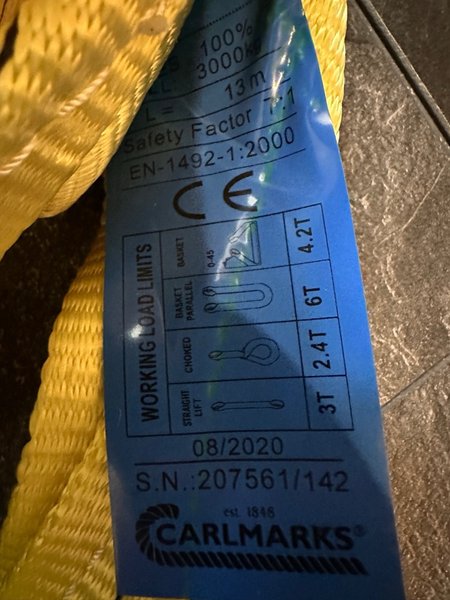 100%
3000kg
L= 13 m
Safety Factor 7:1
EN-1492-1:2000
CE
WORKING LOAD LIMITS
BASKET 0-45 4.2T
BASKET PARALLEL 6T
CHOKED 2.4T
STRAIGHT LIFT 3T
08/2020
S.N.:207561/142
est. 1848
CARLMARKS®